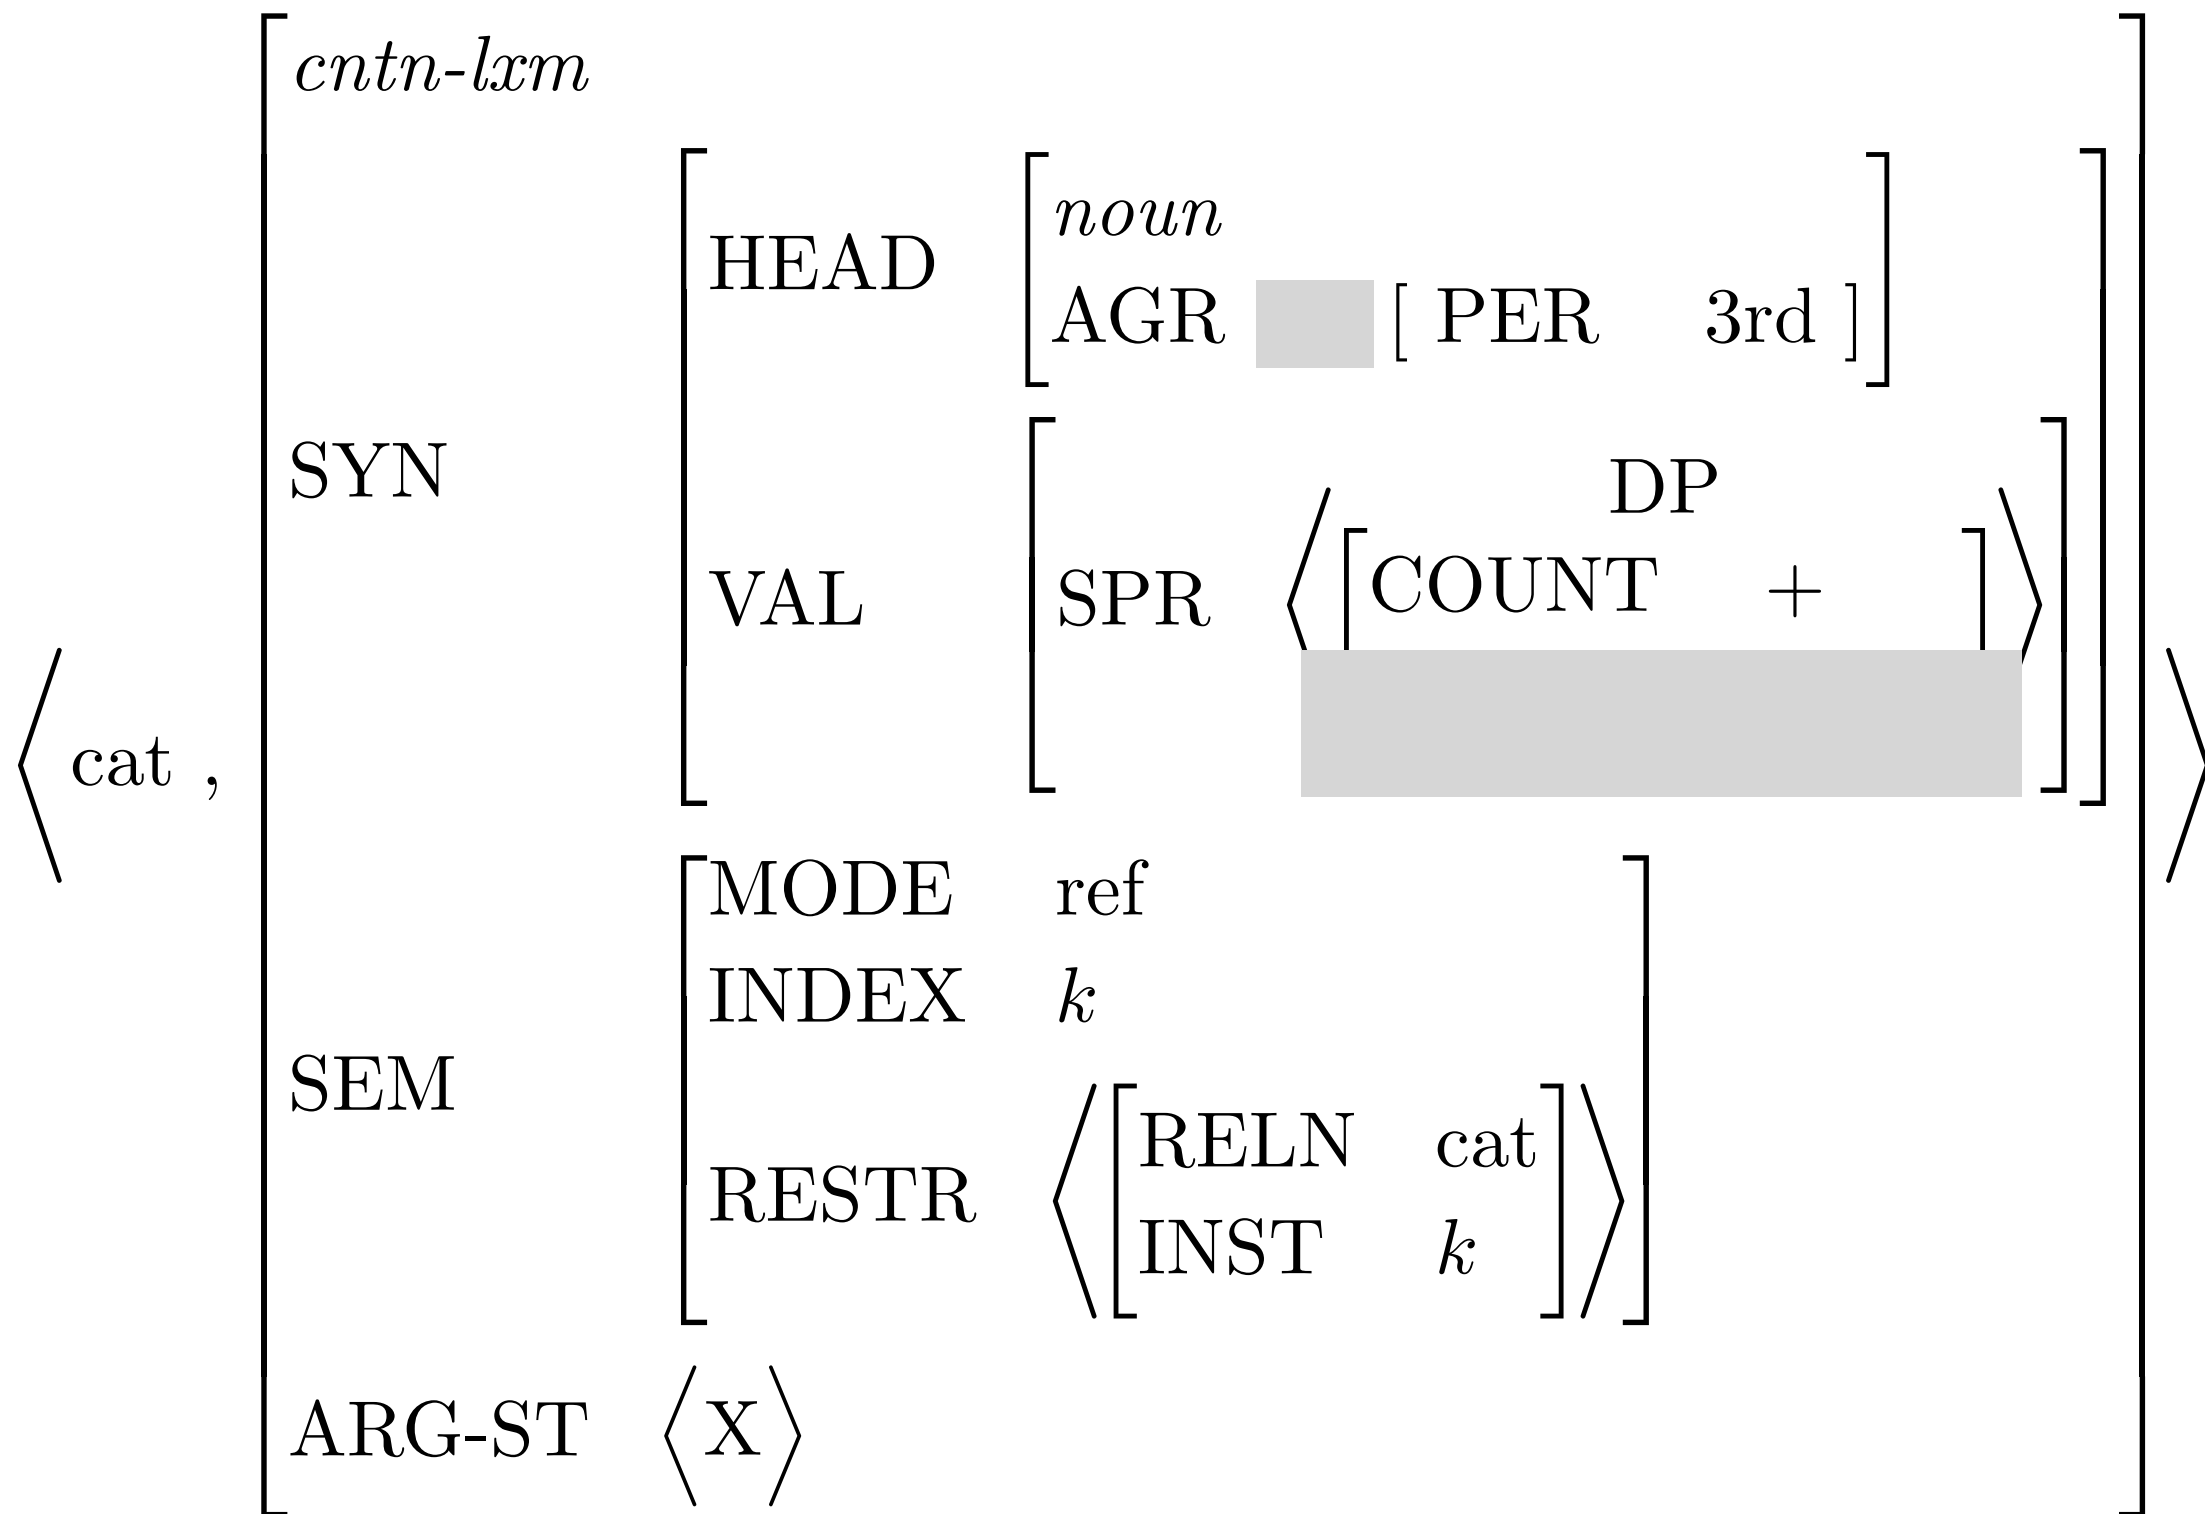 cntn-lxm
noun
HEAD
AGR [ PER 3rd ]
SYN
DP
COUNT +
VAL SPR
⟨ cat , ⟩
MODE ref
INDEX k
SEM
RELN cat
RESTR ⟨ ⟩
INST k
ARG-ST ⟨X⟩